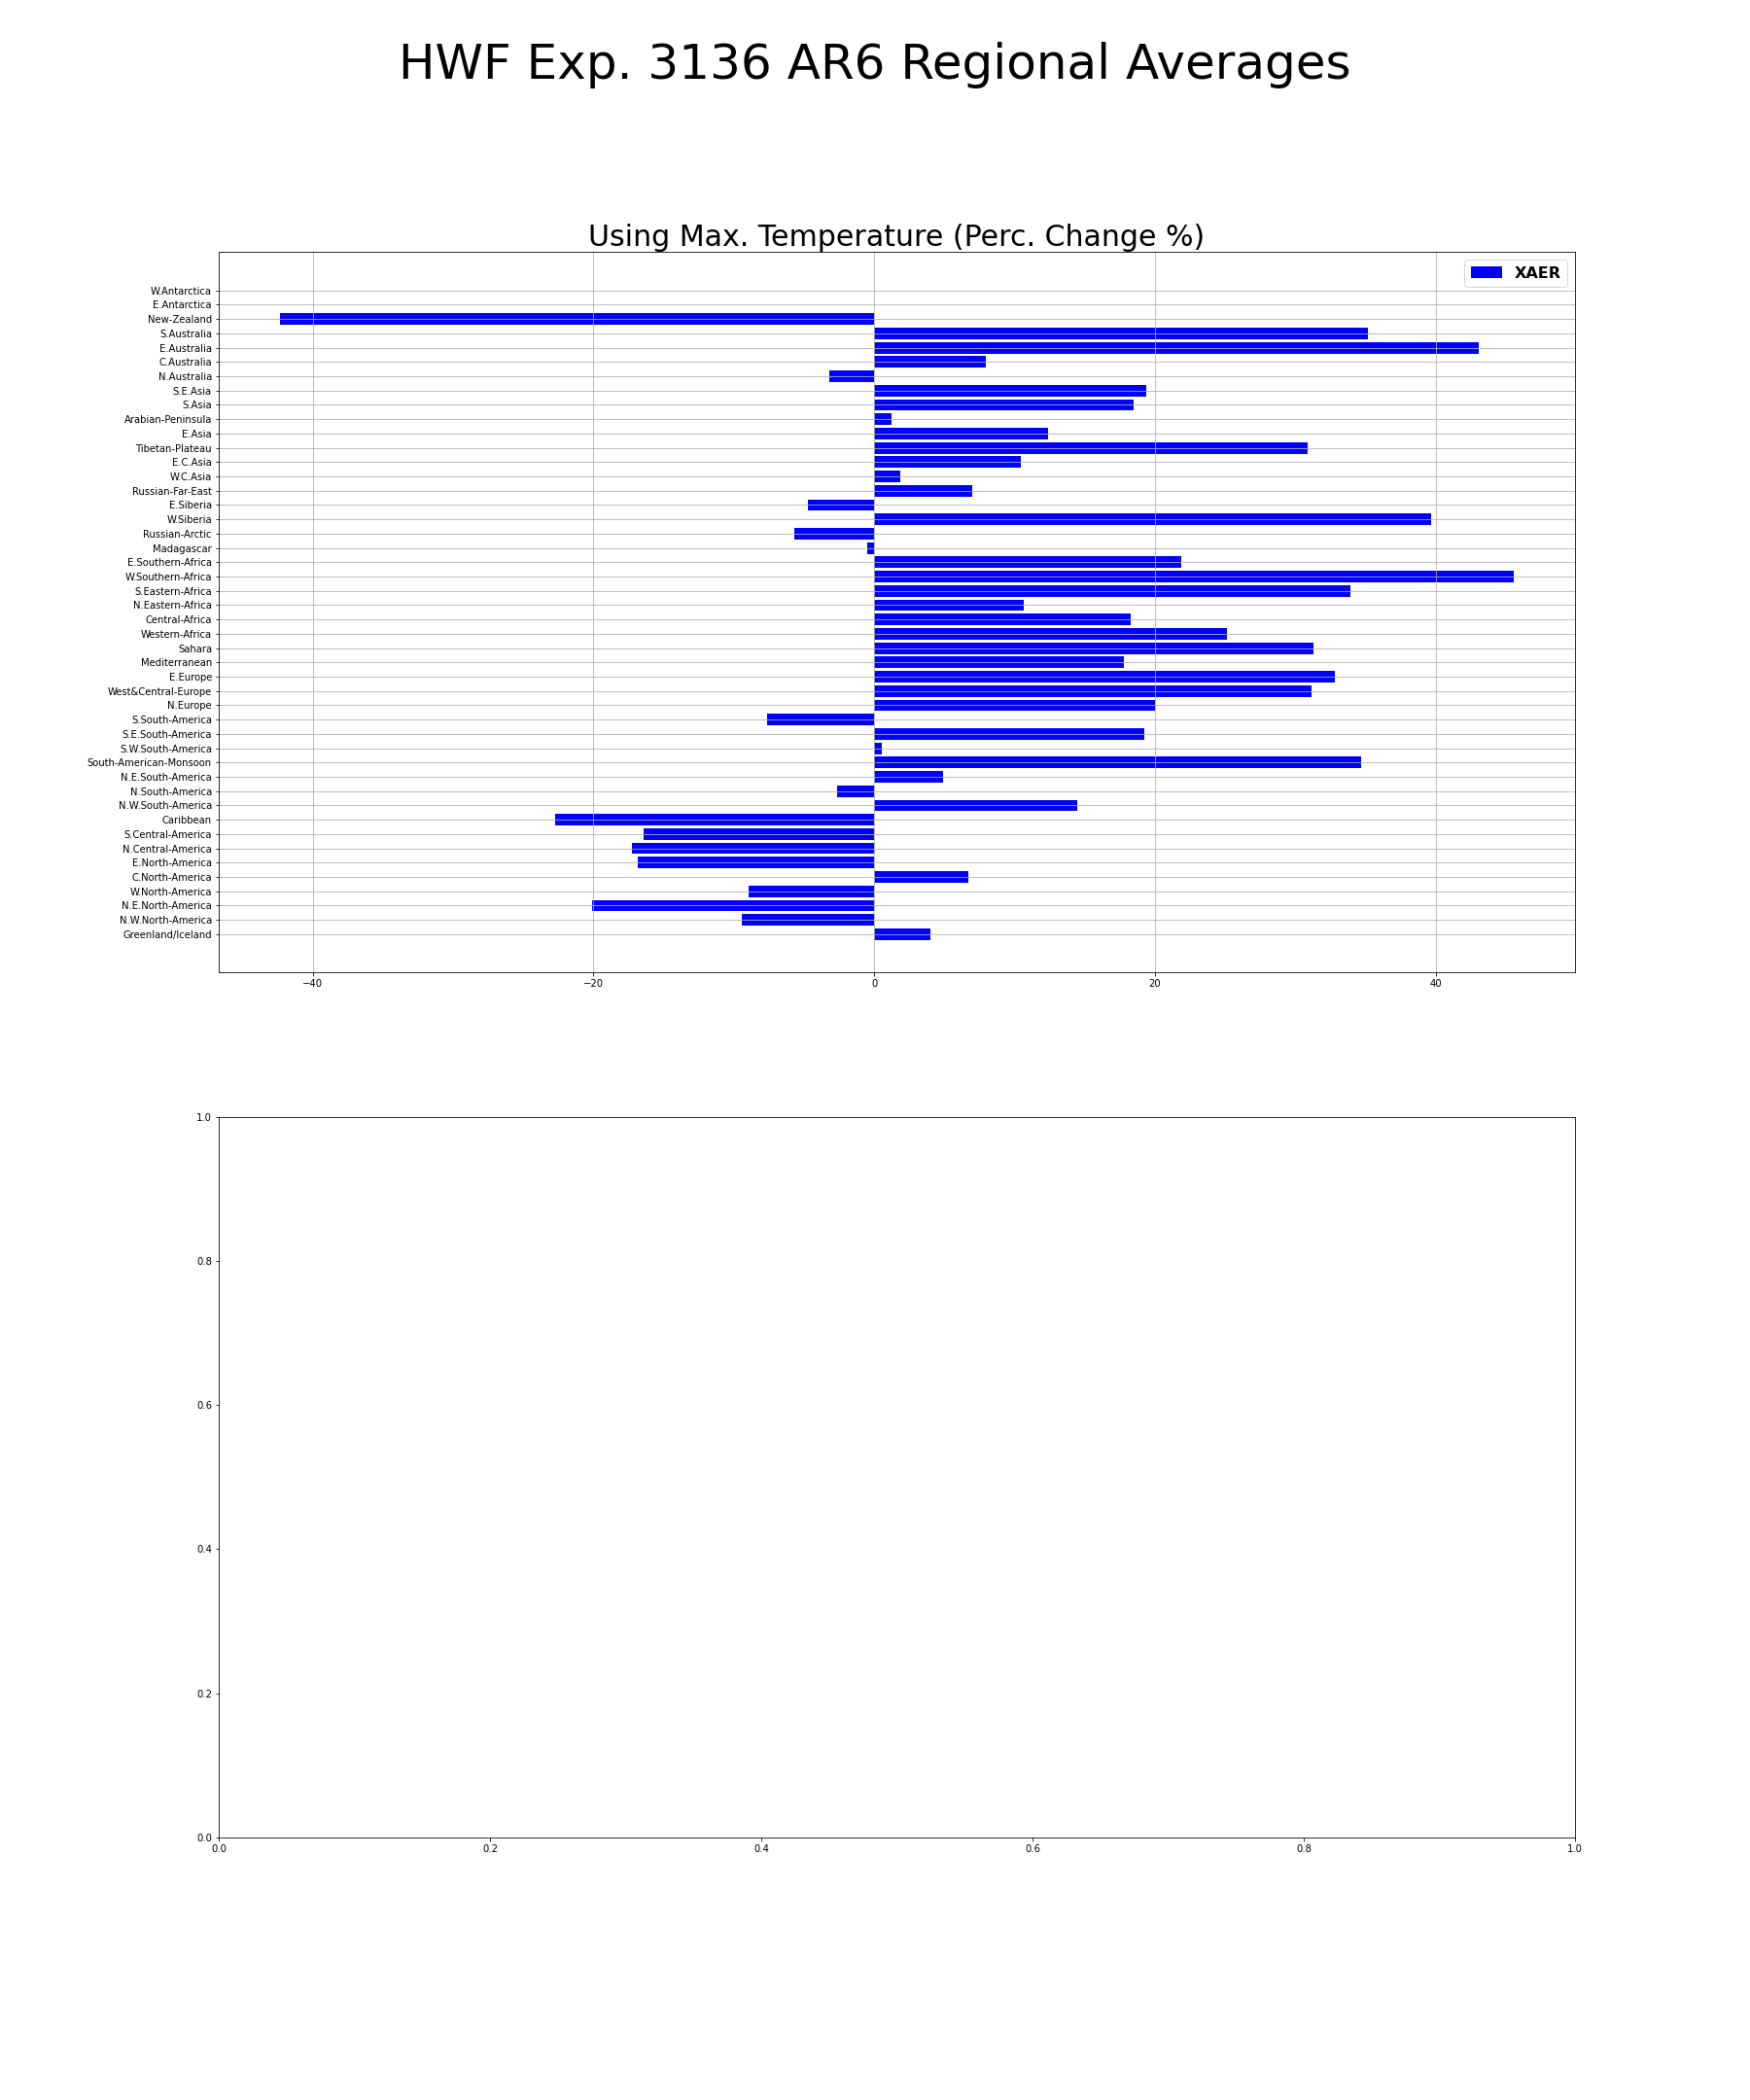 HWF Exp. 3136 AR6 Regional Averages
Using Max. Temperature (Perc. Change %)
XAER
W.Antarctica
E.Antarctica
New-Zealand
S.Australia
E.Australia
C.Australia
N.Australia
S.E.Asia
S.Asia
Arabian-Peninsula
E.Asia
Tibetan-Plateau
E.C.Asia
W.C.Asia
Russian-Far-East
E.Siberia
W.Siberia
Russian-Arctic
Madagascar
E.Southern-Africa
W.Southern-Africa
S.Eastern-Africa
N.Eastern-Africa
Central-Africa
Western-Africa
Sahara
Mediterranean
E.Europe
West&Central-Europe
N.Europe
S.South-America
S.E.South-America
S.W.South-America
South-American-Monsoon
N.E.South-America
N.South-America
N.W.South-America
Caribbean
S.Central-America
N.Central-America
E.North-America
C.North-America
W.North-America
N.E.North-America
N.W.North-America
Greenland/Iceland
−40 −20 0 20 40
1.0
0.8
0.6
0.4
0.2
0.0
0.0 0.2 0.4 0.6 0.8 1.0